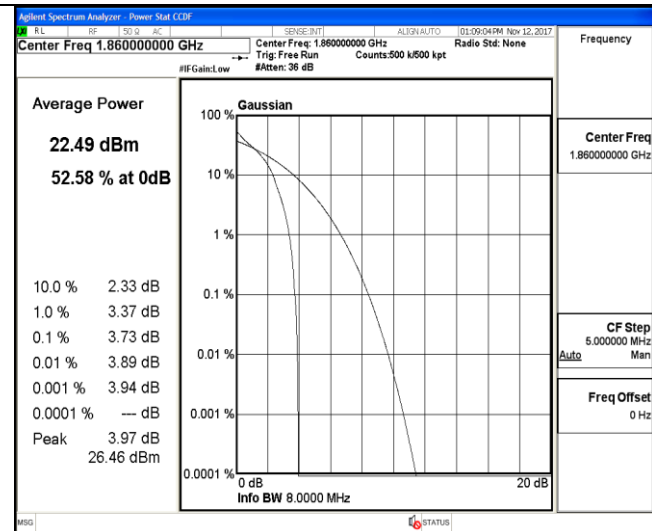 Agilent Spectrum Analyzer - Power Stat CCDF
RL RF 50 Ω AC SENSE:INT ALIGN AUTO 01:09:04PM Nov 12, 2017
Center Freq 1.860000000 GHz
Center Freq: 1.860000000 GHz Radio Std: None
Trig: Free Run Counts:500 k/500 kpt
#IFGain:Low #Atten: 36 dB
Frequency
Average Power
22.49 dBm
52.58 % at 0dB
10.0 % 2.33 dB
1.0 % 3.37 dB
0.1 % 3.73 dB
0.01 % 3.89 dB
0.001 % 3.94 dB
0.0001 % --- dB
Peak 3.97 dB
26.46 dBm
Gaussian
100 %
10 %
1 %
0.1 %
0.01 %
0.001 %
0.0001 %
0 dB 20 dB
Info BW 8.0000 MHz
Center Freq
1.860000000 GHz
CF Step
5.000000 MHz
Auto Man
Freq Offset
0 Hz
MSG STATUS